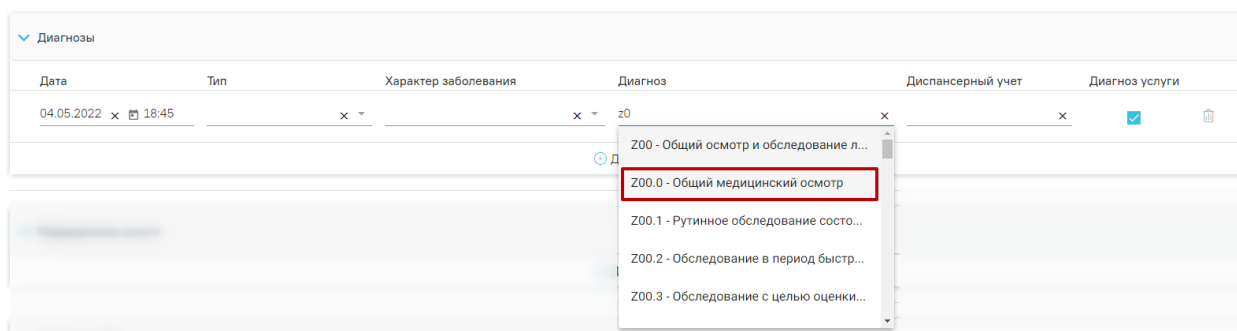 Диагнозы
Дата Тип Характер заболевания Диагноз Диспансерный учет Диагноз услуги
04.05.2022 18:45 z0
Z00 - Общий осмотр и обследование л...
Z00.0 - Общий медицинский осмотр
Z00.1 - Рутинное обследование состо...
Z00.2 - Обследование в период быстр...
Z00.3 - Обследование с целью оценки...